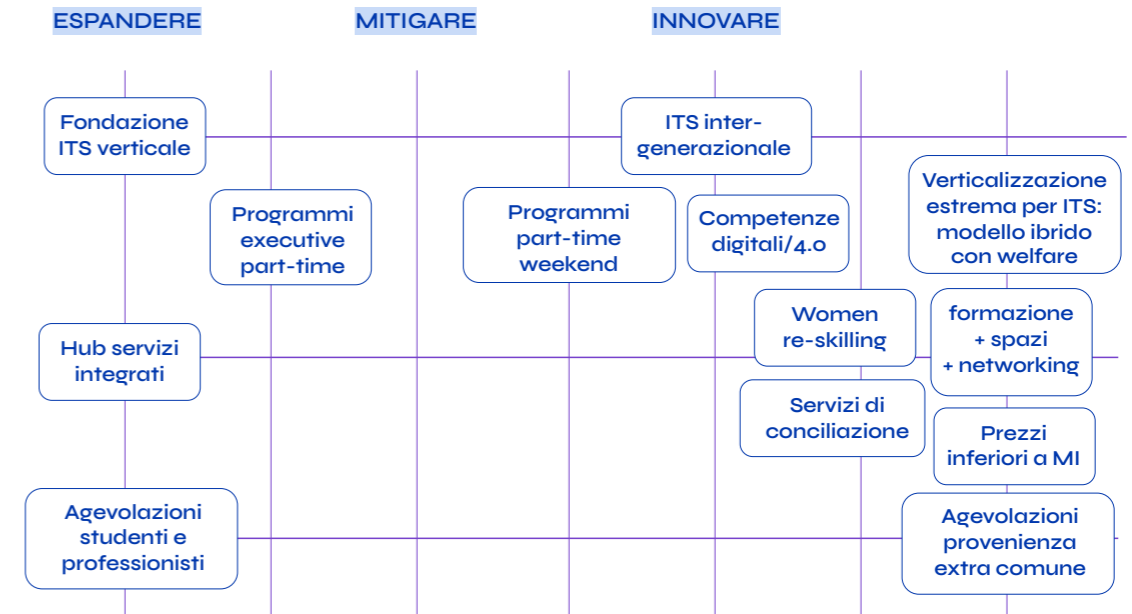 ESPANDERE
MITIGARE
INNOVARE
Fondazione
ITS verticale
ITS inter-
generazionale
Verticalizzazione
estrema per ITS:
modello ibrido
con welfare
Programmi
executive
part-time
Programmi
part-time
weekend
Competenze
digitali/4.0
Women
re-skilling
formazione
+ spazi
+ networking
Hub servizi
integrati
Servizi di
conciliazione
Prezzi
inferiori a MI
Agevolazioni
studenti e
professionisti
Agevolazioni
provenienza
extra comune